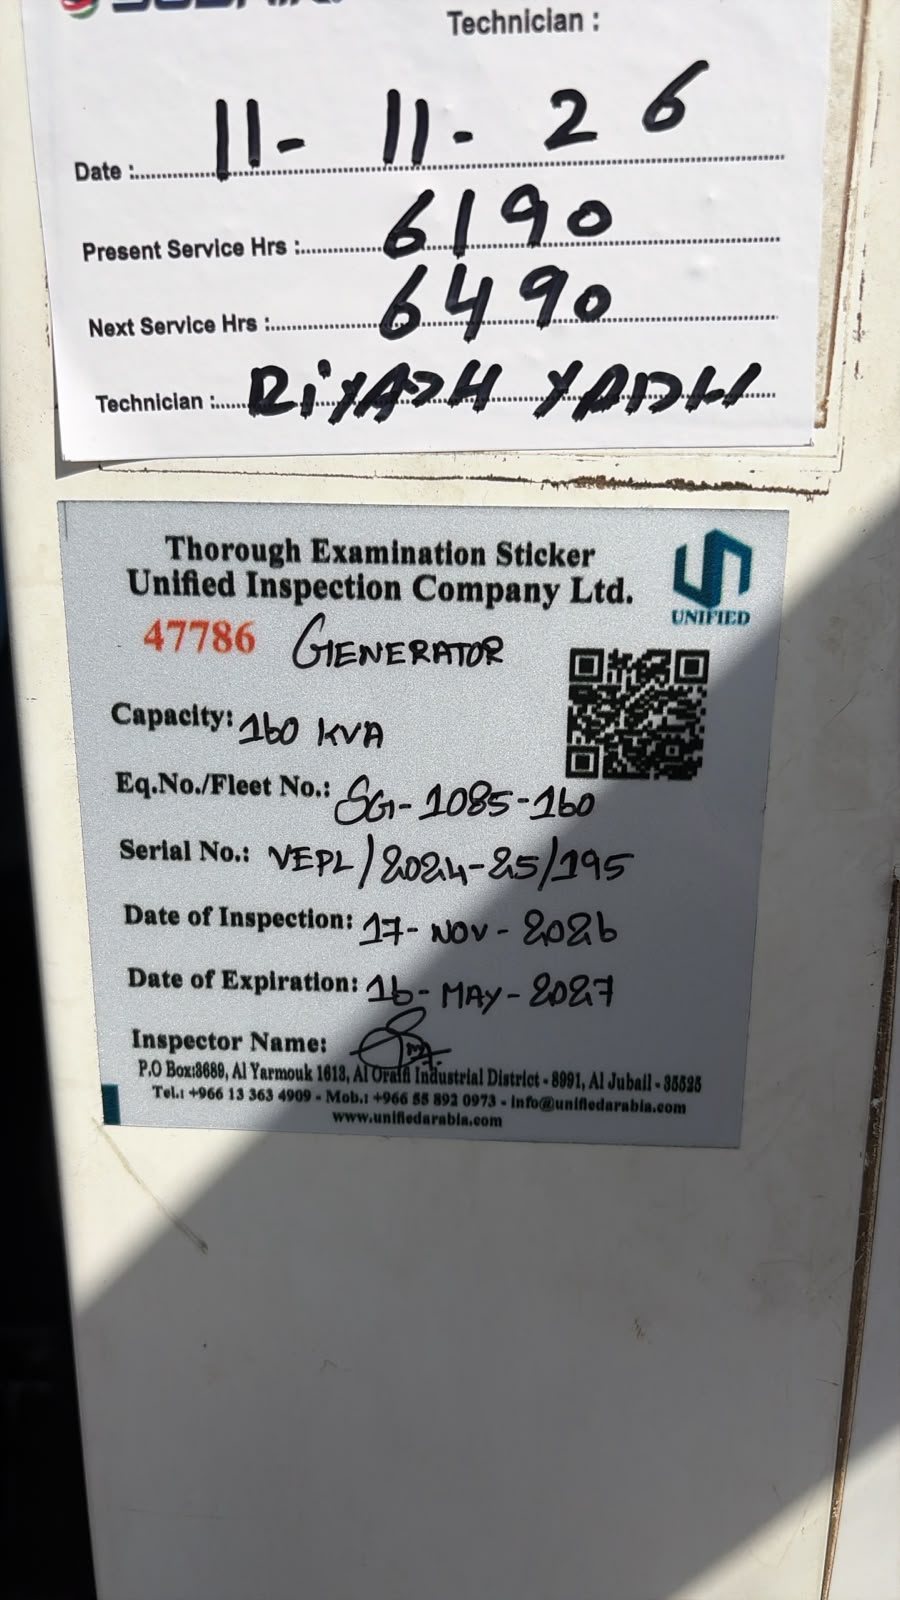 Technician :
Date :..... 11- 11- 26
Present Service Hrs :..... 6190
Next Service Hrs :..... 6490
Technician :..... RiYADH YADAV
Thorough Examination Sticker
Unified Inspection Company Ltd.
UNIFIED
47786 GENERATOR
Capacity: 160 KVA
Eq.No./Fleet No.: SG-1085-160
Serial No.: VEPL/2024-25/195
Date of Inspection: 17-NOV-2026
Date of Expiration: 16-MAY-2027
Inspector Name:
P.O Box:3689, Al Yarmouk 1613, Al Oraifi Industrial District - 8991, Al Jubail - 35525
Tel.: +966 13 363 4909 - Mob.: +966 55 892 0973 - info@unifiedarabia.com
www.unifiedarabia.com